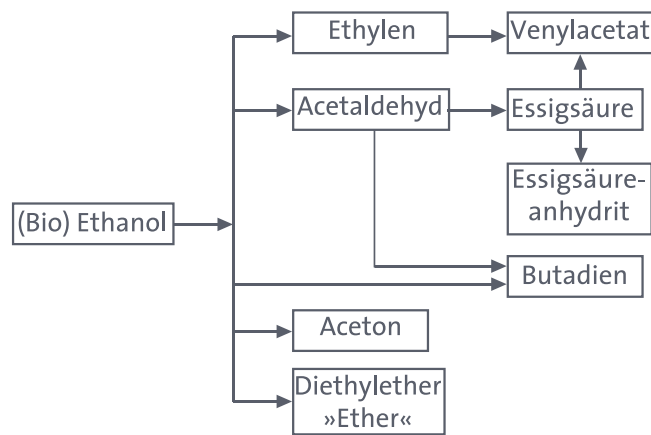 Ethylen
Venylacetat
Acetaldehyd
Essigsäure
Essigsäure-
anhydrit
(Bio) Ethanol
Butadien
Aceton
Diethylether
»Ether«